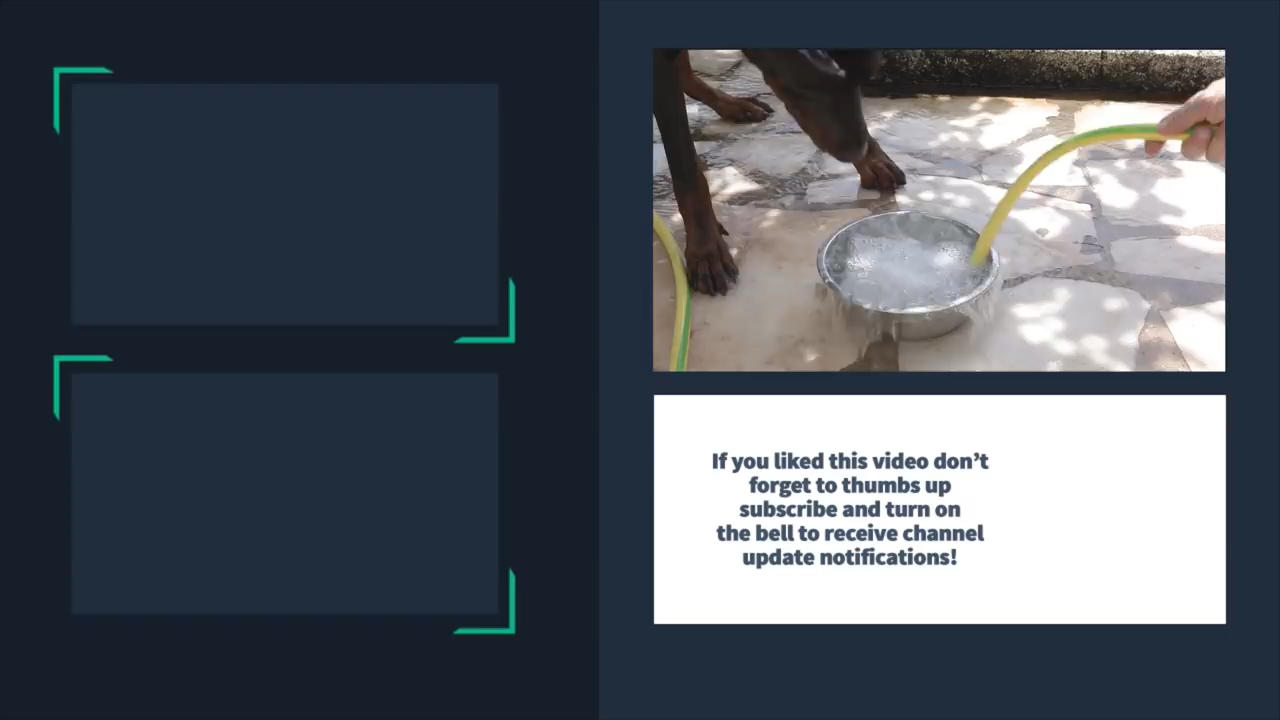 If you liked this video don’t
forget to thumbs up
subscribe and turn on
the bell to receive channel
update notifications!